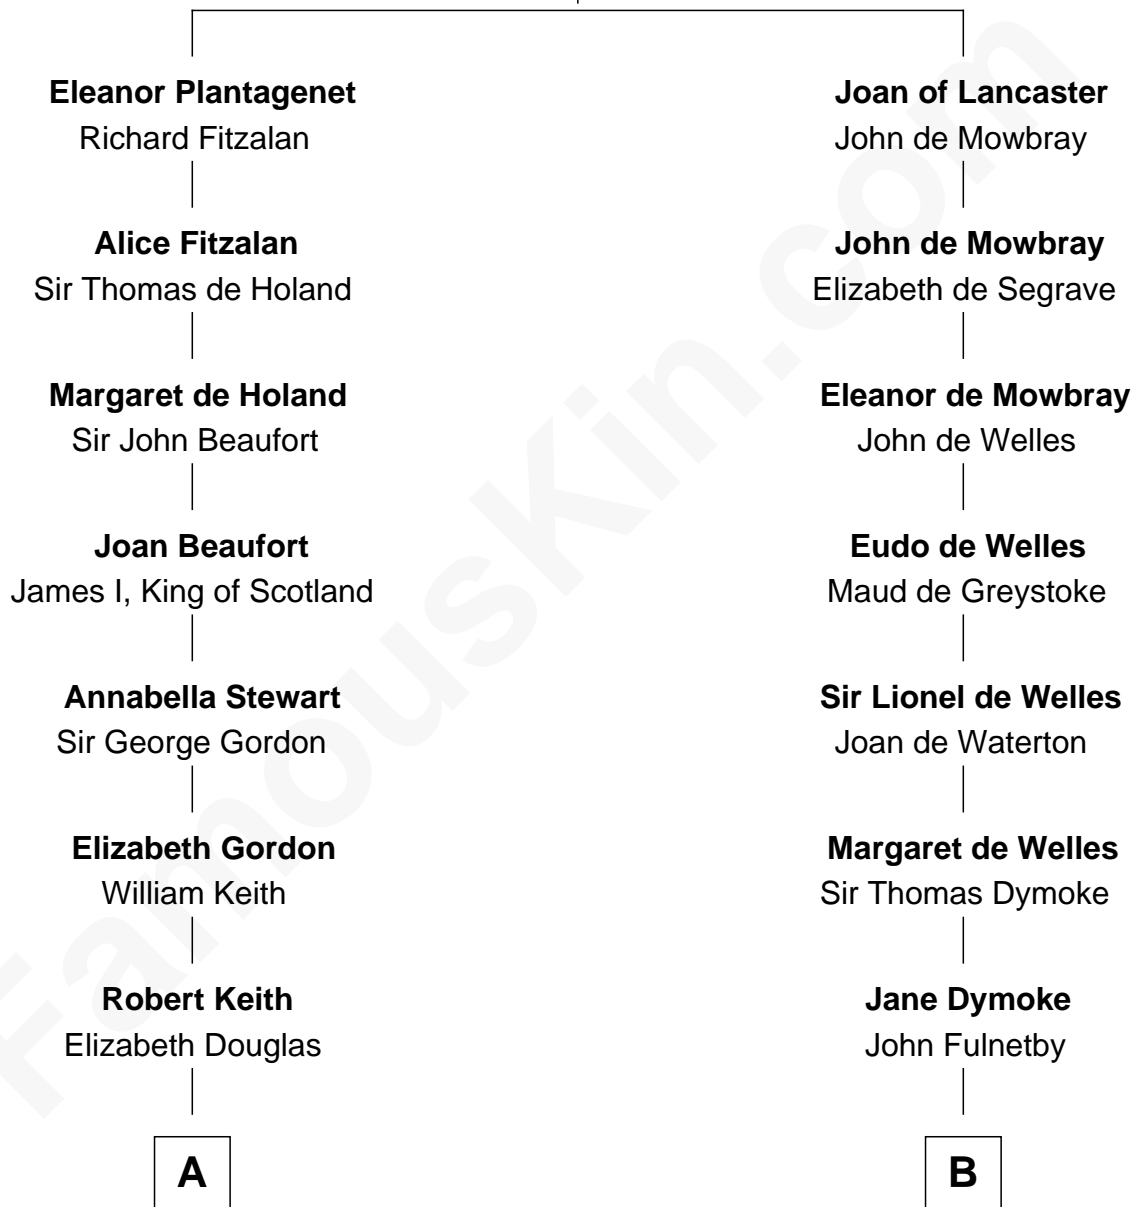 Eleanor Plantagenet
Richard Fitzalan
Alice Fitzalan
Sir Thomas de Holand
Margaret de Holand
Sir John Beaufort
Joan Beaufort
James I, King of Scotland
Annabella Stewart
Sir George Gordon
Elizabeth Gordon
William Keith
Robert Keith
Elizabeth Douglas
A
Joan of Lancaster
John de Mowbray
John de Mowbray
Elizabeth de Segrave
Eleanor de Mowbray
John de Welles
Eudo de Welles
Maud de Greystoke
Sir Lionel de Welles
Joan de Waterton
Margaret de Welles
Sir Thomas Dymoke
Jane Dymoke
John Fulnetby
B
FamousKin.com